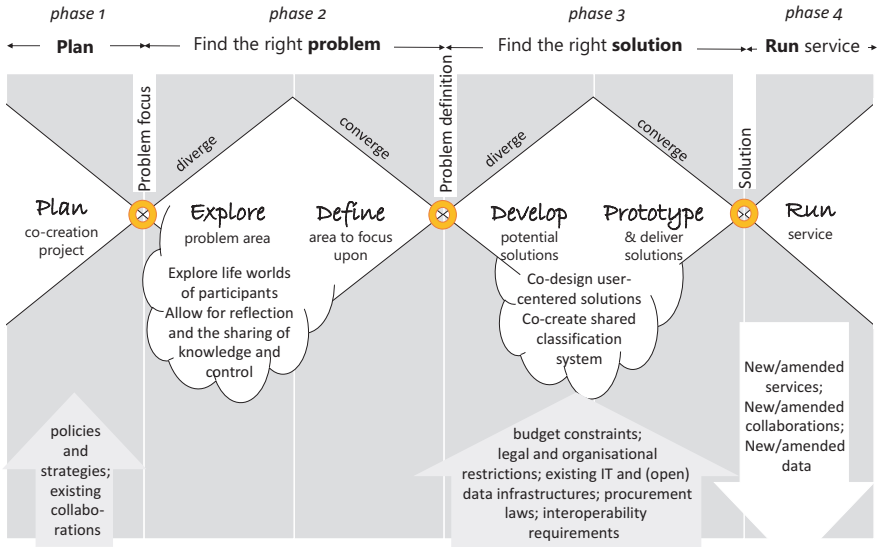 phase 1
phase 2
phase 3
phase 4
Plan
Find the right problem
Find the right solution
Run service
Problem focus
Problem definition
Solution
diverge
converge
diverge
converge
Plan
co-creation
project
Explore
problem area
Define
area to focus
upon
Develop
potential
solutions
Prototype
& deliver
solutions
Run
service
Explore life worlds
of participants
Allow for reflection
and the sharing of
knowledge and
control
Co-design user-
centered solutions
Co-create shared
classification
system
policies
and
strategies;
existing
collabo-
rations
budget constraints;
legal and organisational
restrictions; existing IT and (open)
data infrastructures; procurement
laws; interoperability
requirements
New/amended
services;
New/amended
collaborations;
New/amended
data